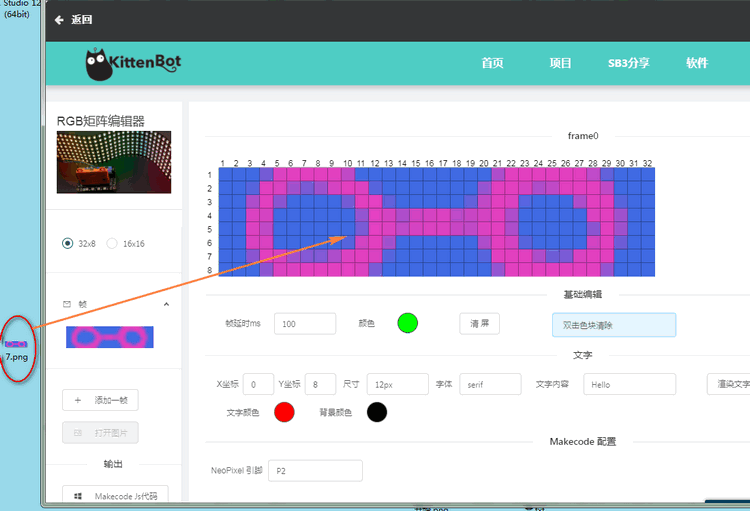 Studio 12
(64bit)
返回
KittenBot
首页 项目 SB3分享 软件
RGB矩阵编辑器
frame0
1 2 3 4 5 6 7 8 9 10 11 12 13 14 15 16 17 18 19 20 21 22 23 24 25 26 27 28 29 30 31 32
1
2
3
4
5
6
7
8
32x8 16x16
帧
7.png
添加一帧
打开图片
输出
Makecode Js代码
基础编辑
帧延时ms 100 颜色 清 屏 双击色块清除
文字
X坐标 0 Y坐标 8 尺寸 12px 字体 serif 文字内容 Hello 渲染文字
文字颜色 背景颜色
Makecode 配置
NeoPixel 引脚 P2